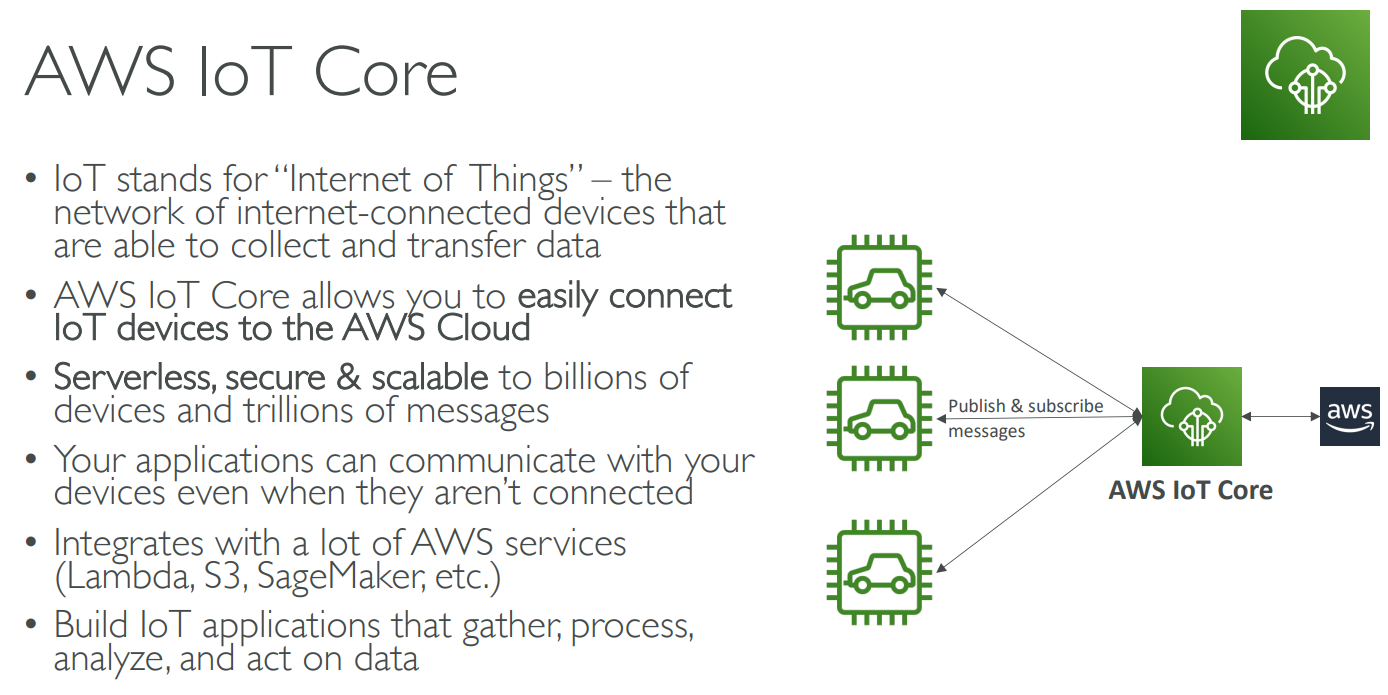 AWS IoT Core
• IoT stands for “Internet of Things” – the
network of internet-connected devices that
are able to collect and transfer data
• AWS IoT Core allows you to easily connect
IoT devices to the AWS Cloud
• Serverless, secure & scalable to billions of
devices and trillions of messages
• Your applications can communicate with your
devices even when they aren’t connected
• Integrates with a lot of AWS services
(Lambda, S3, SageMaker, etc.)
• Build IoT applications that gather, process,
analyze, and act on data
Publish & subscribe
messages
AWS IoT Core
aws